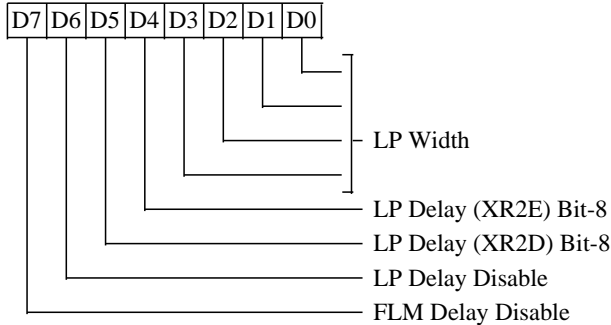 D7 D6 D5 D4 D3 D2 D1 D0
LP Width
LP Delay (XR2E) Bit-8
LP Delay (XR2D) Bit-8
LP Delay Disable
FLM Delay Disable